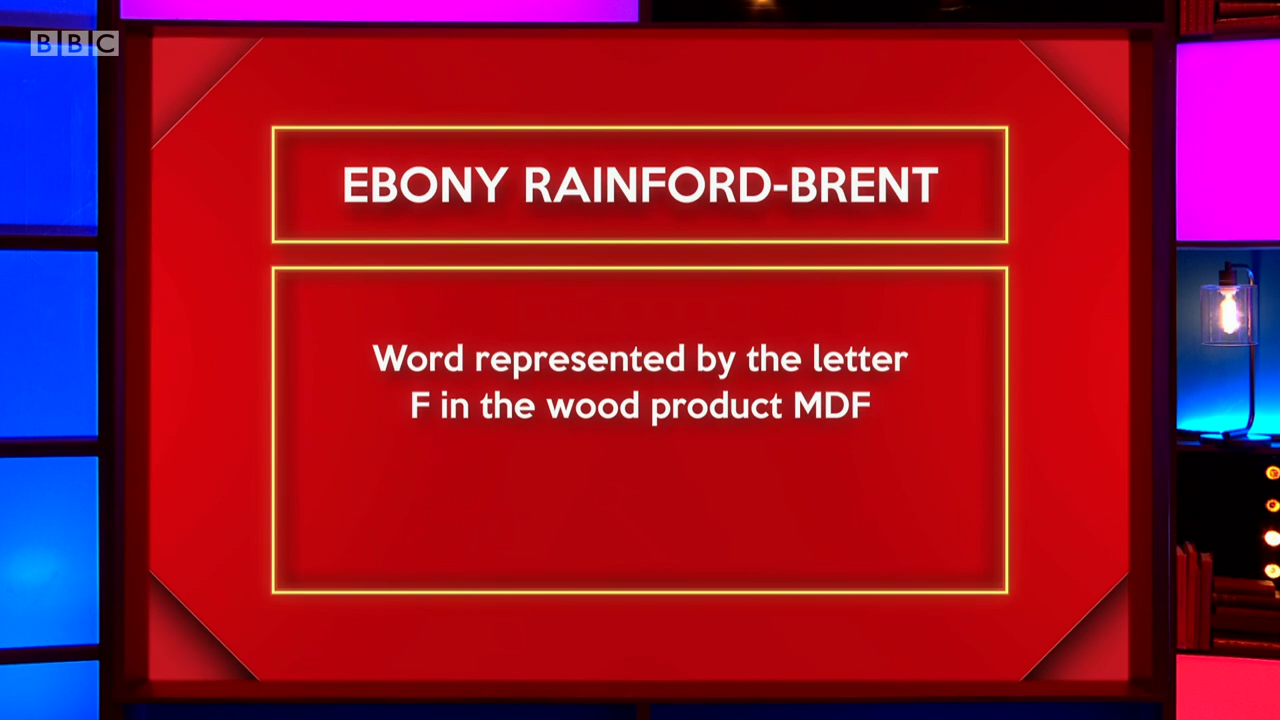 BBC
EBONY RAINFORD-BRENT
Word represented by the letter
F in the wood product MDF